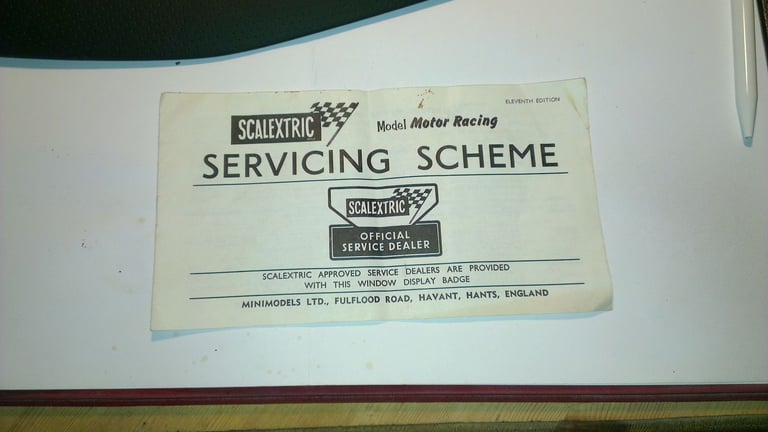 ELEVENTH EDITION
SCALEXTRIC Model Motor Racing
SERVICING SCHEME
SCALEXTRIC
OFFICIAL
SERVICE DEALER
SCALEXTRIC APPROVED SERVICE DEALERS ARE PROVIDED
WITH THIS WINDOW DISPLAY BADGE
MINIMODELS LTD., FULFLOOD ROAD, HAVANT, HANTS, ENGLAND